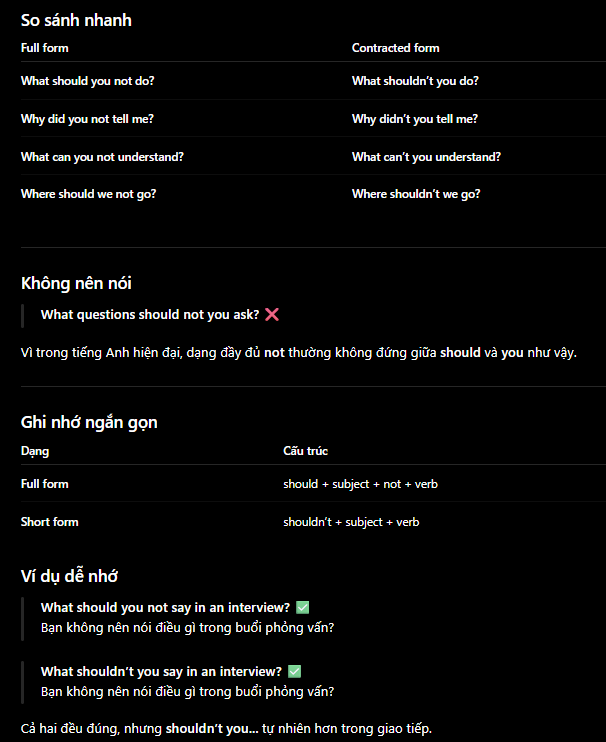 So sánh nhanh
Full form Contracted form
What should you not do? What shouldn’t you do?
Why did you not tell me? Why didn’t you tell me?
What can you not understand? What can’t you understand?
Where should we not go? Where shouldn’t we go?
Không nên nói
What questions should not you ask? ❌
Vì trong tiếng Anh hiện đại, dạng đầy đủ not thường không đứng giữa should và you như vậy.
Ghi nhớ ngắn gọn
Dạng Cấu trúc
Full form should + subject + not + verb
Short form shouldn’t + subject + verb
Ví dụ dễ nhớ
What should you not say in an interview? ✅
Bạn không nên nói điều gì trong buổi phỏng vấn?
What shouldn’t you say in an interview? ✅
Bạn không nên nói điều gì trong buổi phỏng vấn?
Cả hai đều đúng, nhưng shouldn’t you... tự nhiên hơn trong giao tiếp.